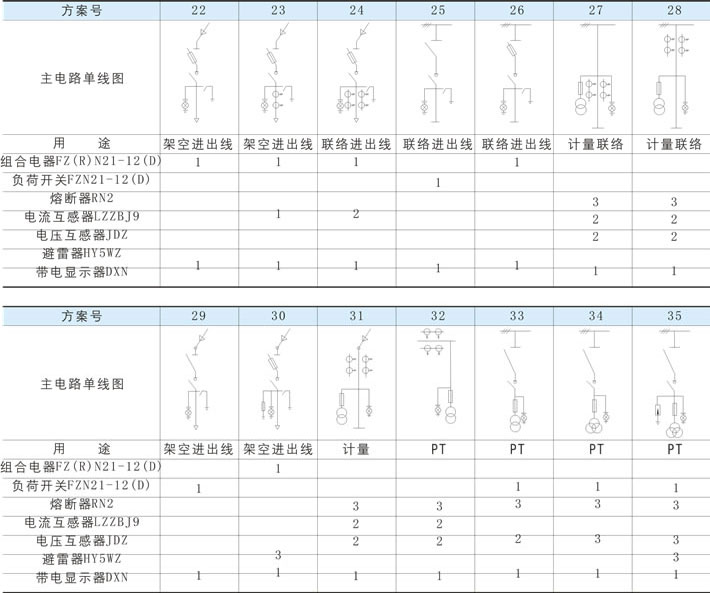 方案号 22 23 24 25 26 27 28
主电路单线图
用 途 架空进出线 架空进出线 联络进出线 联络进出线 联络进出线 计量联络 计量联络
组合电器FZ(R)N21-12(D) 1 1 1 1
负荷开关FZN21-12(D) 1
熔断器RN2 3 3
电流互感器LZZBJ9 1 2 2 2
电压互感器JDZ 2 2
避雷器HY5WZ
带电显示器DXN 1 1 1 1 1 1 1
方案号 29 30 31 32 33 34 35
主电路单线图
用 途 架空进出线 架空进出线 计量 PT PT PT PT
组合电器FZ(R)N21-12(D) 1
负荷开关FZN21-12(D) 1 1 1 1
熔断器RN2 3 3 3 3 3
电流互感器LZZBJ9 2 2
电压互感器JDZ 2 2 2 3 3
避雷器HY5WZ 3 3
带电显示器DXN 1 1 1 1 1 1 1